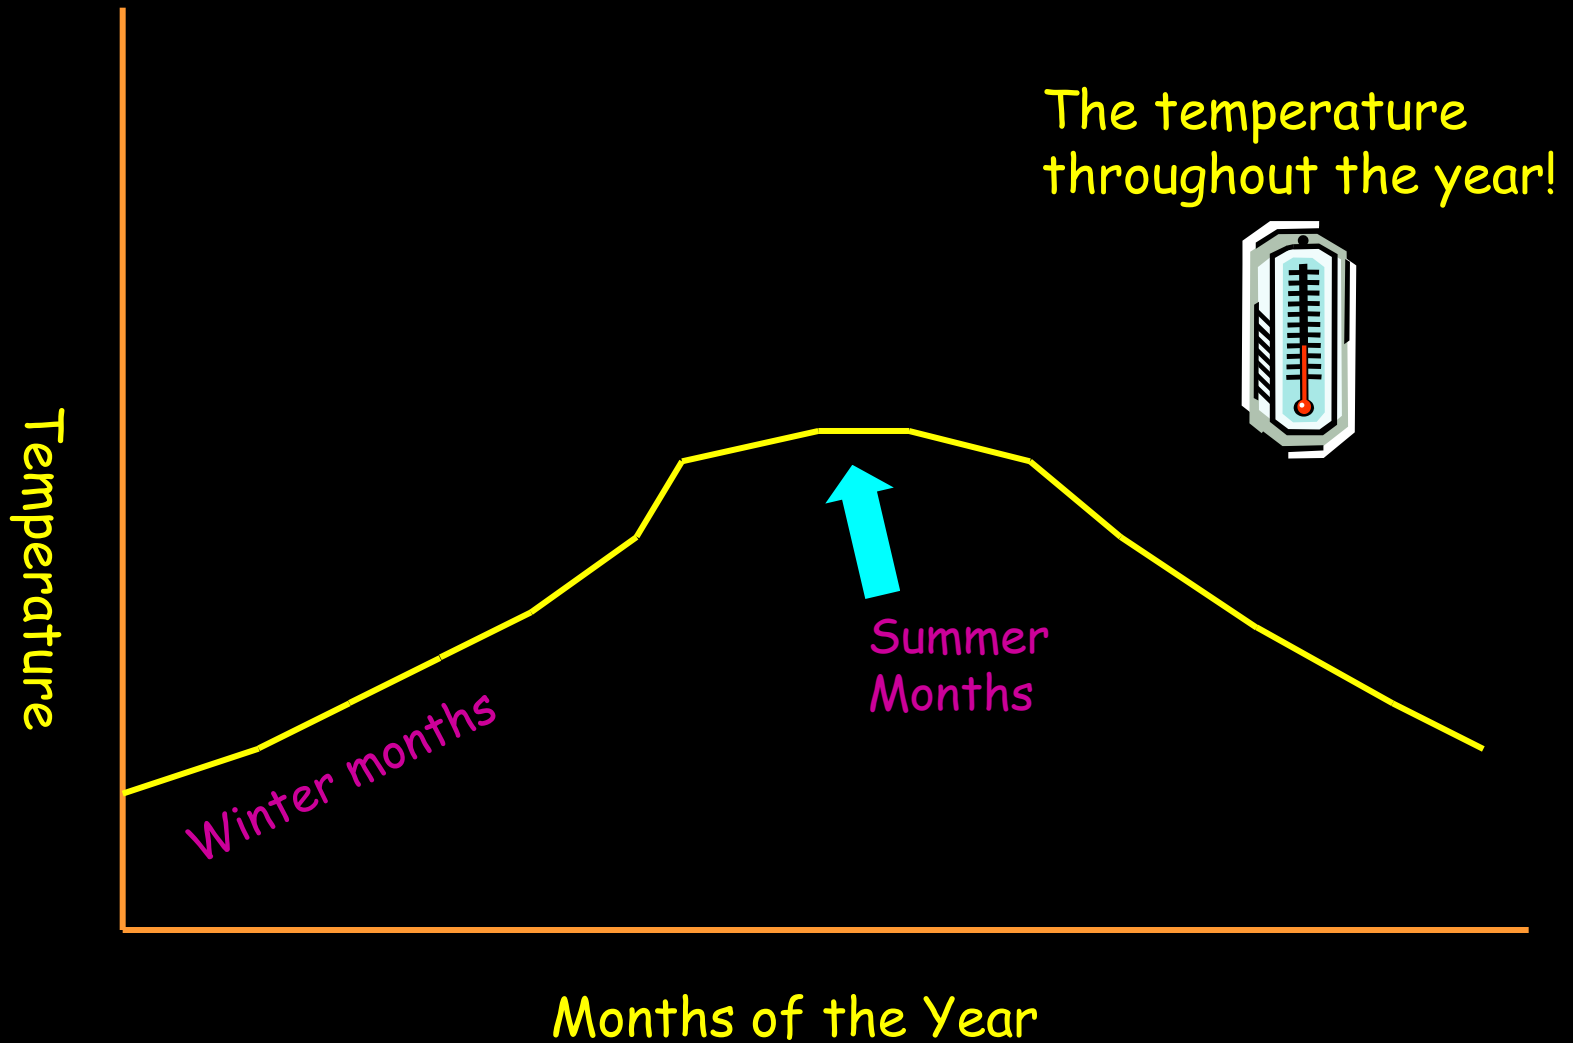 The temperature
throughout the year!
Temperature
Winter months
Summer
Months
Months of the Year